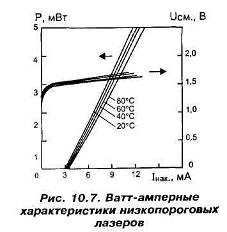 P, мВт Uсм., В
5
4
3
2
1
2,0
1,5
1,0
0,5
0
80°C
60°C
40°C
20°C
0 3 6 9 12 Iнак., мА
Рис. 10.7. Ватт-амперные
характеристики низкопороговых
лазеров